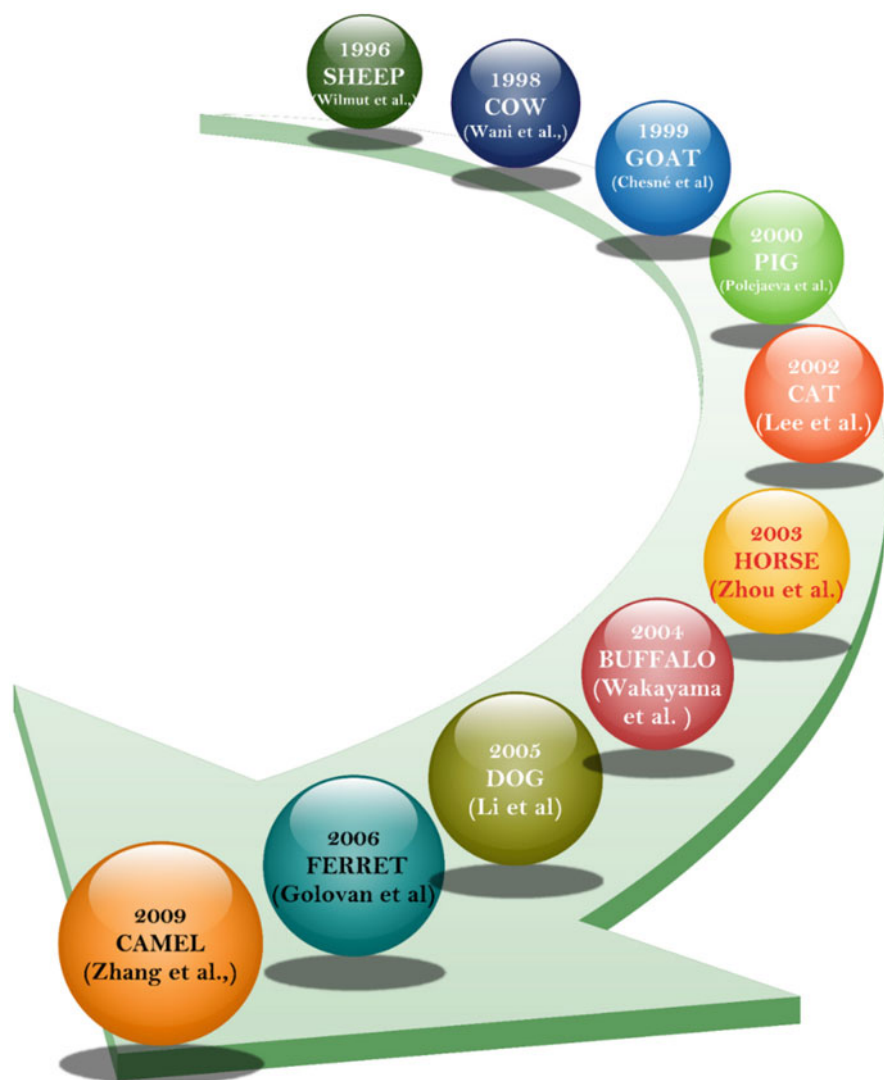 1996
SHEEP
(Wilmut et al.,)
1998
COW
(Wani et al.,)
1999
GOAT
(Chesné et al)
2000
PIG
(Polejaeva et al.)
2002
CAT
(Lee et al.)
2003
HORSE
(Zhou et al.)
2004
BUFFALO
(Wakayama
et al. )
2005
DOG
(Li et al)
2006
FERRET
(Golovan et al)
2009
CAMEL
(Zhang et al.,)